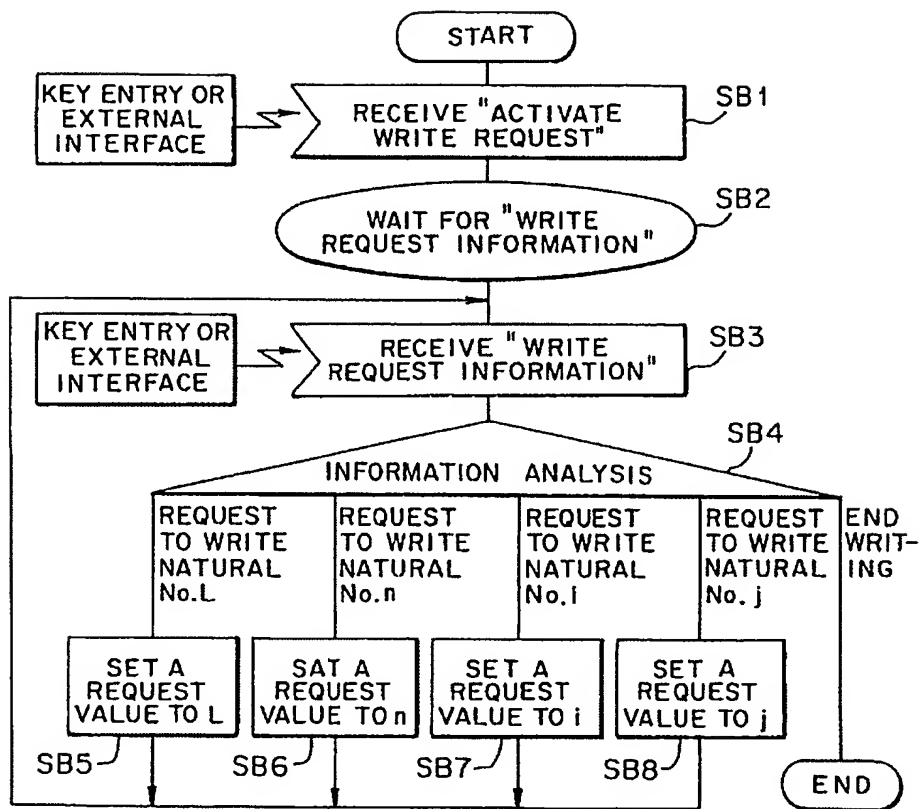 START
KEY ENTRY OR
EXTERNAL
INTERFACE
RECEIVE "ACTIVATE
WRITE REQUEST"
SB1
WAIT FOR "WRITE
REQUEST INFORMATION"
SB2
KEY ENTRY OR
EXTERNAL
INTERFACE
RECEIVE "WRITE
REQUEST INFORMATION"
SB3
SB4
INFORMATION ANALYSIS
REQUEST
TO WRITE
NATURAL
No.L
REQUEST
TO WRITE
NATURAL
No.n
REQUEST
TO WRITE
NATURAL
No.i
REQUEST
TO WRITE
NATURAL
No.j
END
WRIT-
ING
SET A
REQUEST
VALUE TO L
SAT A
REQUEST
VALUE TO n
SET A
REQUEST
VALUE TO i
SET A
REQUEST
VALUE TO j
SB5
SB6
SB7
SB8
END